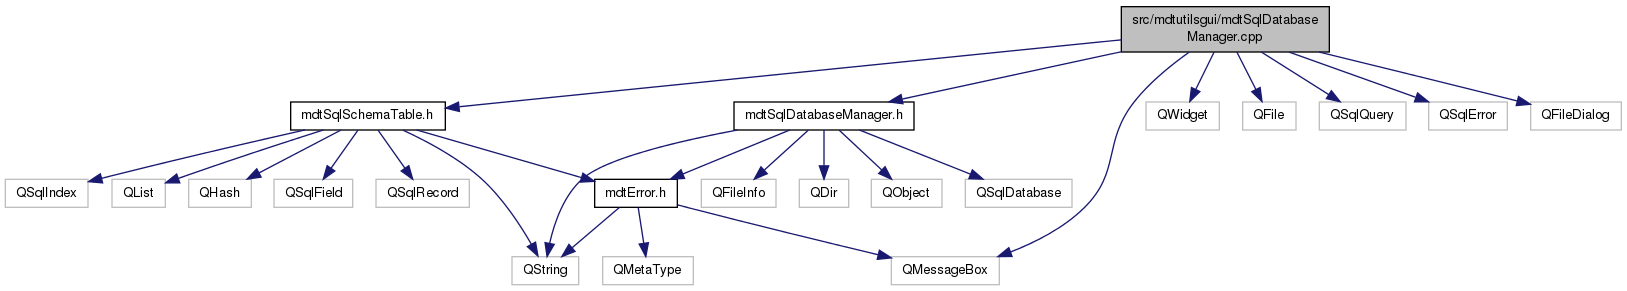 src/mdtutilsgui/mdtSqlDatabase
Manager.cpp
mdtSqlSchemaTable.h
mdtSqlDatabaseManager.h
QWidget
QFile
QSqlQuery
QSqlError
QFileDialog
QSqlIndex
QList
QHash
QSqlField
QSqlRecord
mdtError.h
QFileInfo
QDir
QObject
QSqlDatabase
QString
QMetaType
QMessageBox